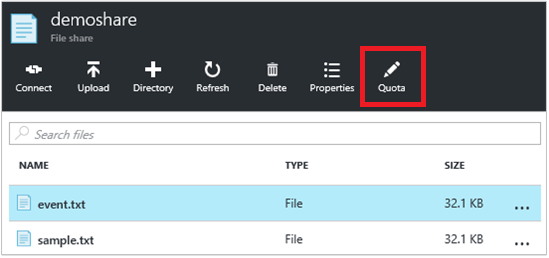 demoshare
File share
Connect Upload Directory Refresh Delete Properties Quota
Search files
NAME TYPE SIZE
event.txt File 32.1 KB ...
sample.txt File 32.1 KB ...